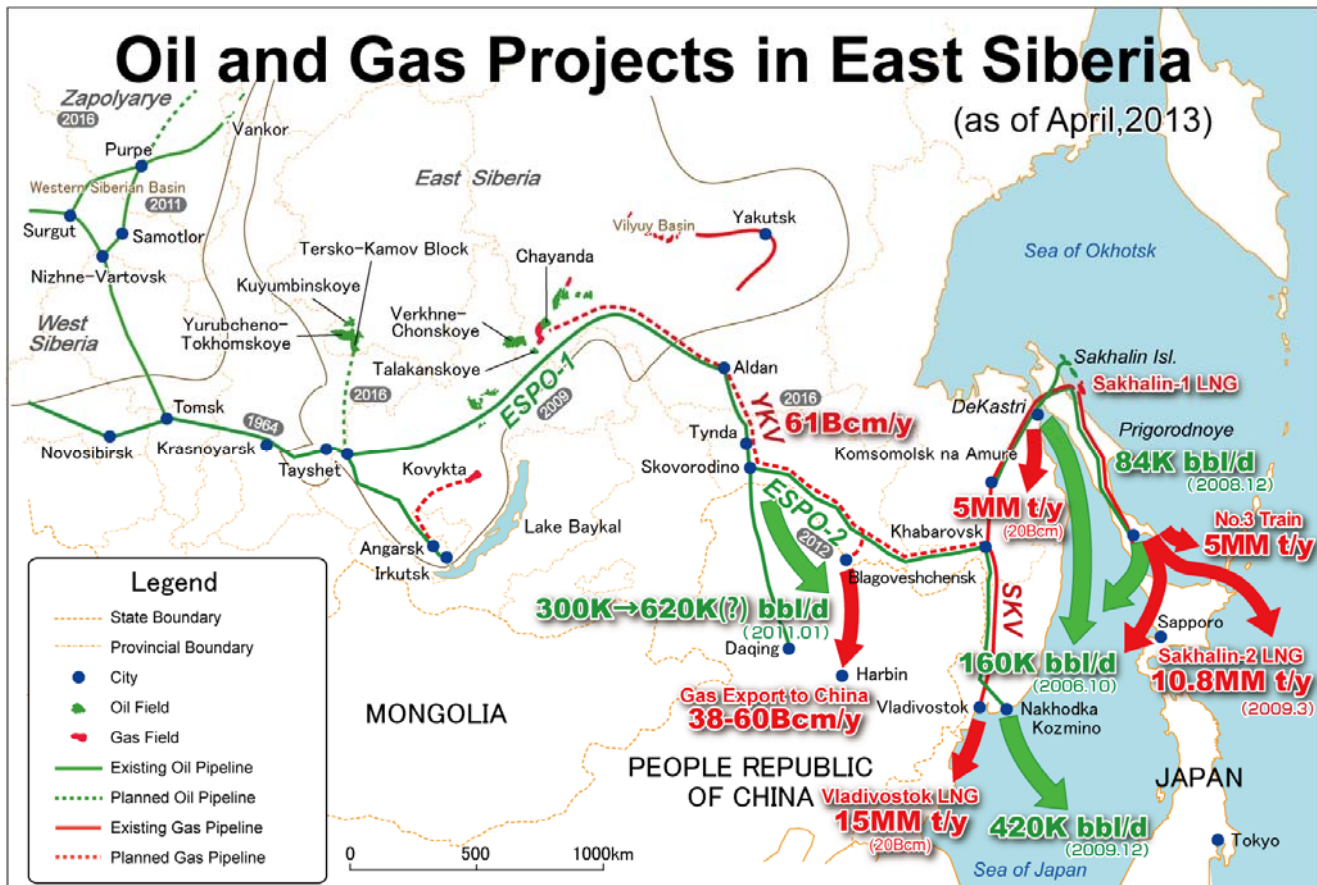 Oil and Gas Projects in East Siberia
(as of April,2013)
Zapolyarye
2016
Vankor
Purpe
Western Siberian Basin
2011
Surgut
Samotlor
Nizhne-Vartovsk
East Siberia
Vilyuy Basin
Yakutsk
Sea of Okhotsk
Tersko-Kamov Block
Chayanda
Kuyumbinskoye
Yurubcheno-
Tokhomskoye
Verkhne-
Chonskoye
Talakanskoye
West
Siberia
ESPO-1
2009
2016
Aldan
YKV
2016
61Bcm/y
Sakhalin Isl.
Sakhalin-1 LNG
DeKastri
Prigorodnoye
84K bbl/d
(2008.12)
Tomsk
1964
Novosibirsk
Krasnoyarsk
Tayshet
Kovykta
Tynda
Skovorodino
Komsomolsk na Amure
5MM t/y
(20Bcm)
No.3 Train
5MM t/y
ESPO-2
2012
Khabarovsk
Lake Baykal
Angarsk
Irkutsk
Blagoveshchensk
SKV
300K→620K(?) bbl/d
(2011.01)
Daqing
Harbin
Sapporo
160K bbl/d
(2006.10)
Sakhalin-2 LNG
10.8MM t/y
(2009.3)
Gas Export to China
38-60Bcm/y
Vladivostok
Nakhodka
Kozmino
MONGOLIA
PEOPLE REPUBLIC
OF CHINA
JAPAN
Vladivostok LNG
15MM t/y
(20Bcm)
420K bbl/d
(2009.12)
Tokyo
Sea of Japan
Legend
State Boundary
Provincial Boundary
City
Oil Field
Gas Field
Existing Oil Pipeline
Planned Oil Pipeline
Existing Gas Pipeline
Planned Gas Pipeline
0 500 1000km